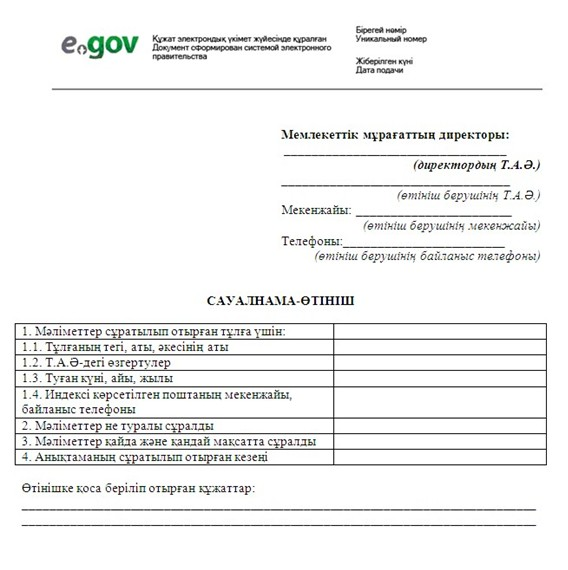 e.gov
Құжат электрондық үкімет жүйесінде құралған
Документ сформирован системой электронного
правительства
Бірегей нөмір
Уникальный номер
Жіберілген күні
Дата подачи
Мемлекеттік мұрағаттың директоры:
________________________________
(директордың Т.А.Ә.)
_________________________________
(өтініш берушінің Т.А.Ә.)
Мекенжайы: _______________________
(өтініш берушінің мекенжайы)
Телефоны:________________________
(өтініш берушінің байланыс телефоны)
САУАЛНАМА-ӨТІНІШ
1. Мәліметтер сұратылып отырған тұлға үшін:
1.1. Тұлғаның тегі, аты, әкесінің аты
1.2. Т.А.Ә-дегі өзгертулер
1.3. Туған күні, айы, жылы
1.4. Индексі көрсетілген поштаның мекенжайы,
байланыс телефоны
2. Мәліметтер не туралы сұралды
3. Мәліметтер қайда және қандай мақсатта сұралды
4. Анықтаманың сұратылып отырған кезеңі
Өтінішке қоса беріліп отырған құжаттар:
___________________________________________________________________________
___________________________________________________________________________